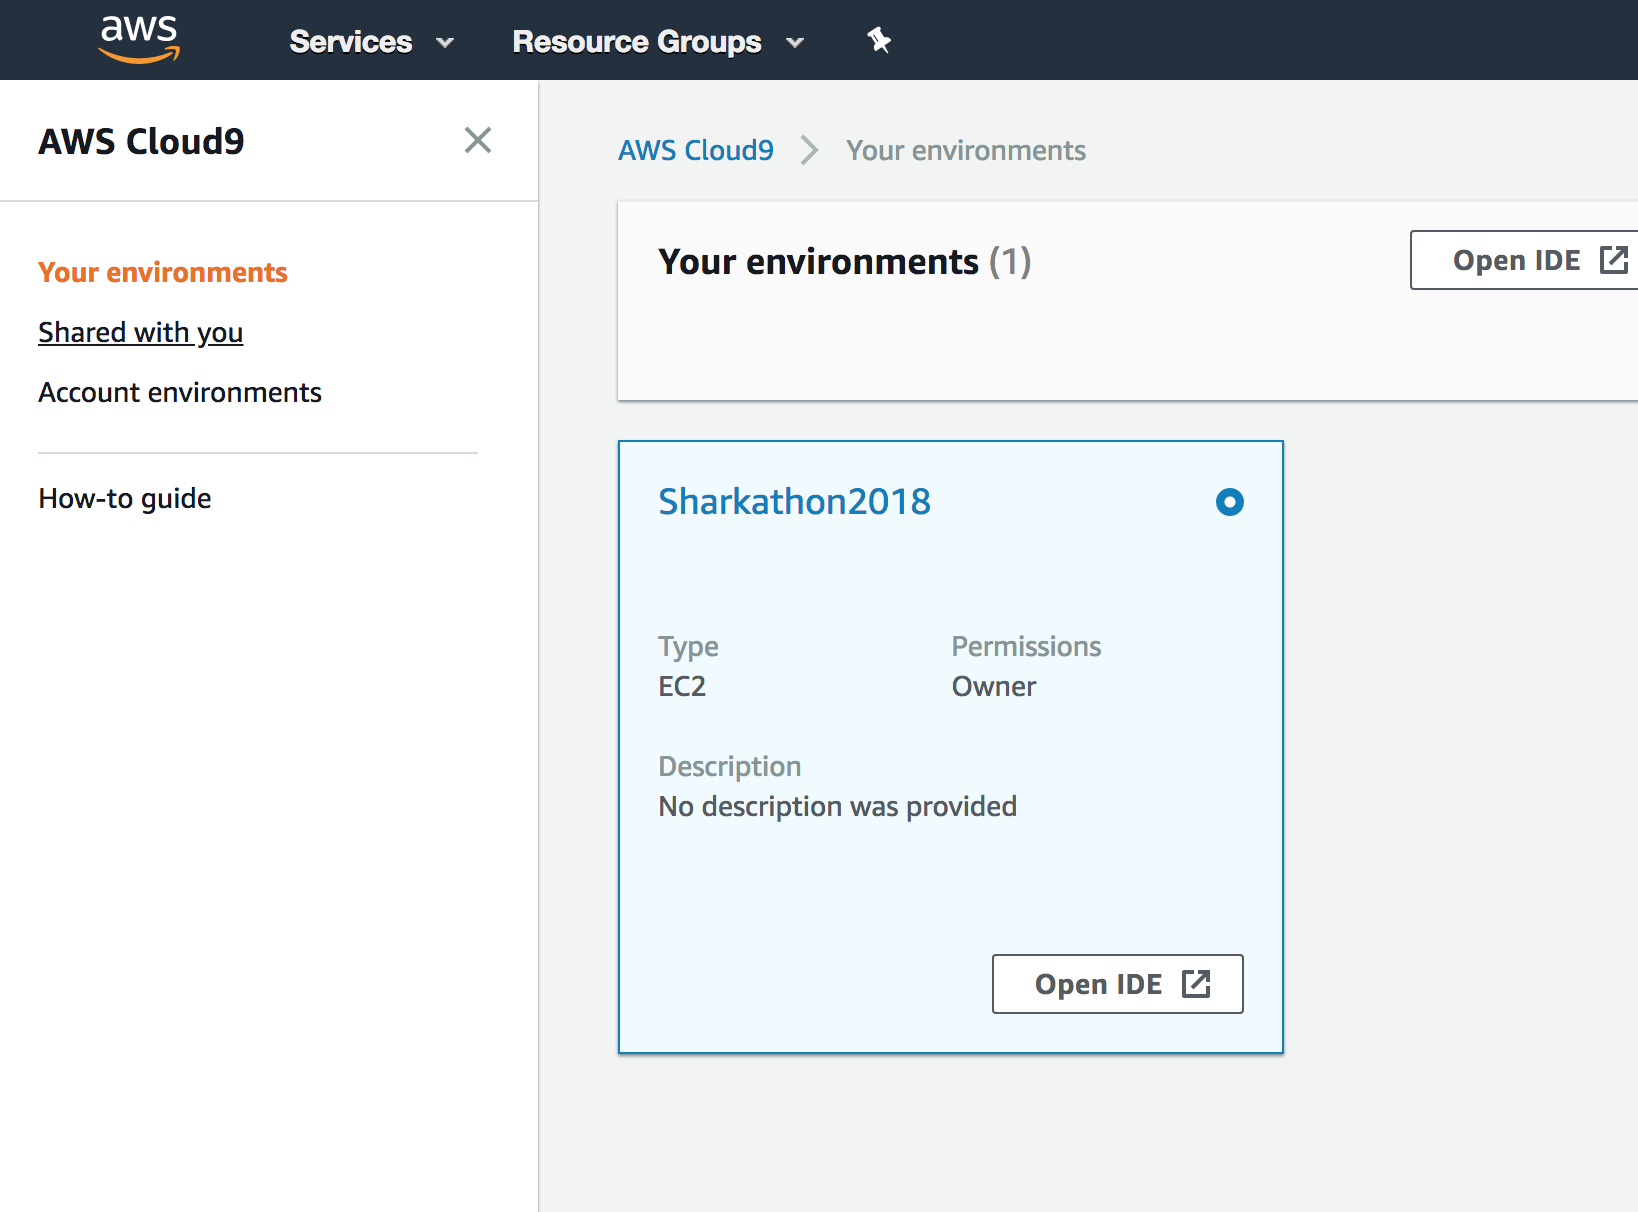 aws
Services
Resource Groups
AWS Cloud9
Your environments
Shared with you
Account environments
How-to guide
AWS Cloud9 Your environments
Your environments (1)
Open IDE
Sharkathon2018
Type Permissions
EC2 Owner
Description
No description was provided
Open IDE